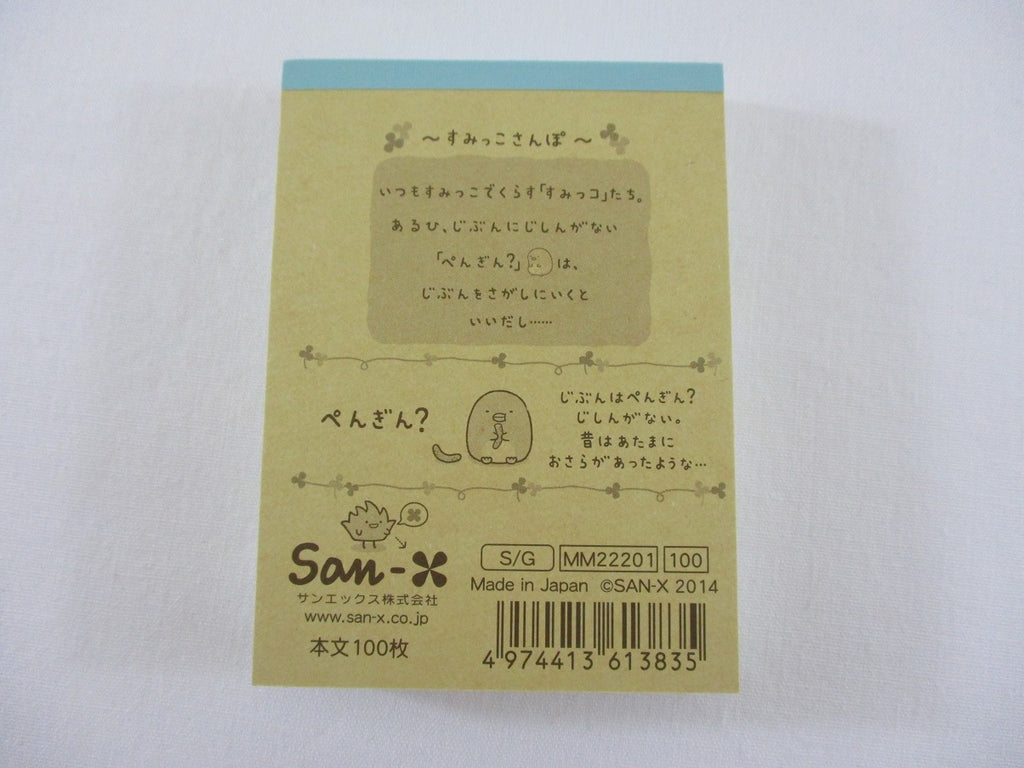 ～すみっこさんぽ～
いつもすみっこでくらす「すみっコ」たち。
あるひ、じぶんにじしんがない
「ぺんぎん?」は、
じぶんをさがしにいくと
いいだし……
ぺんぎん?
じぶんはぺんぎん?
じしんがない。
昔はあたまに
おさらがあったような…
San-X
サンエックス株式会社
www.san-x.co.jp
本文100枚
S/G MM22201 100
Made in Japan ©SAN-X 2014
4 974413 613835